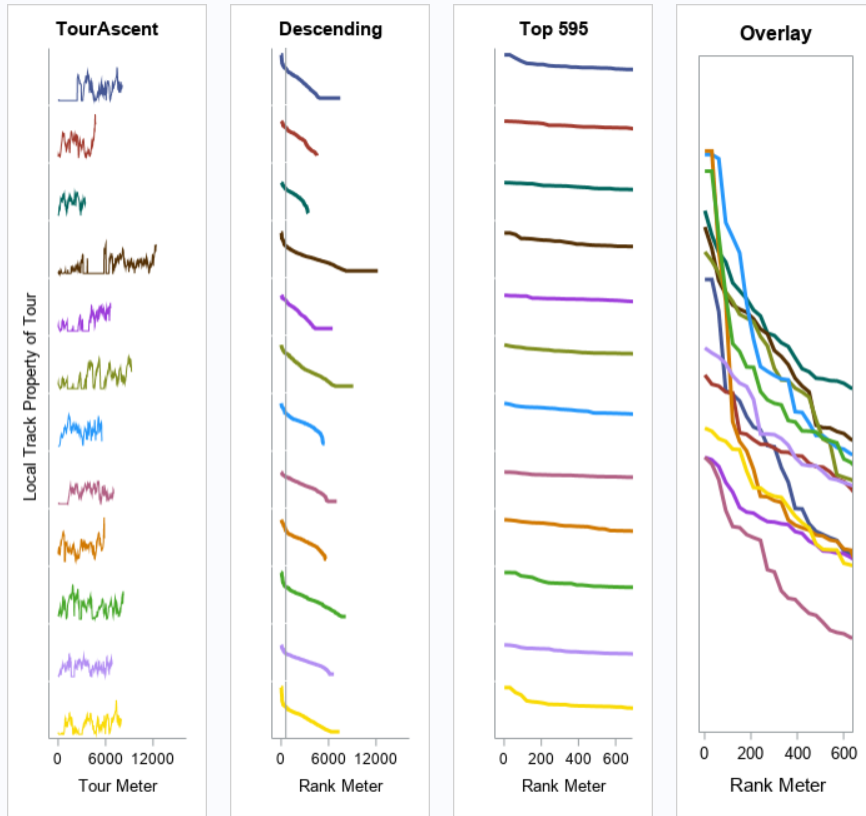 TourAscent
Descending
Top 595
Overlay
Local Track Property of Tour
0 6000 12000
0 6000 12000
0 200 400 600
0 200 400 600
Tour Meter
Rank Meter
Rank Meter
Rank Meter